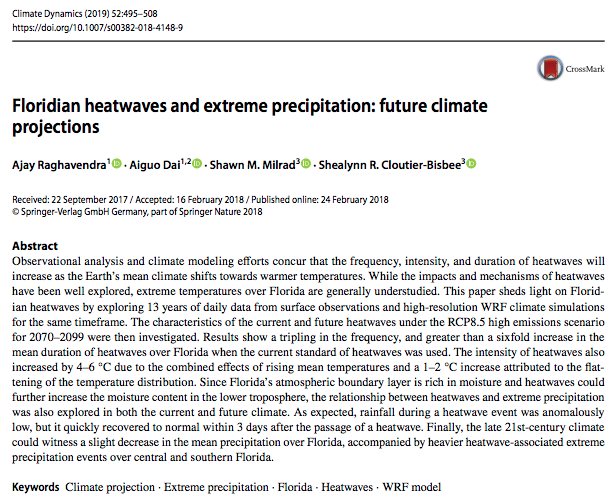 Climate Dynamics (2019) 52:495–508
https://doi.org/10.1007/s00382-018-4148-9
CrossMark
Floridian heatwaves and extreme precipitation: future climate
projections
Ajay Raghavendra1 · Aiguo Dai1,2 · Shawn M. Milrad3 · Shealynn R. Cloutier-Bisbee3
Received: 22 September 2017 / Accepted: 16 February 2018 / Published online: 24 February 2018
© Springer-Verlag GmbH Germany, part of Springer Nature 2018
Abstract
Observational analysis and climate modeling efforts concur that the frequency, intensity, and duration of heatwaves will
increase as the Earth's mean climate shifts towards warmer temperatures. While the impacts and mechanisms of heatwaves
have been well explored, extreme temperatures over Florida are generally understudied. This paper sheds light on Florid-
ian heatwaves by exploring 13 years of daily data from surface observations and high-resolution WRF climate simulations
for the same timeframe. The characteristics of the current and future heatwaves under the RCP8.5 high emissions scenario
for 2070–2099 were then investigated. Results show a tripling in the frequency, and greater than a sixfold increase in the
mean duration of heatwaves over Florida when the current standard of heatwaves was used. The intensity of heatwaves also
increased by 4–6 °C due to the combined effects of rising mean temperatures and a 1–2 °C increase attributed to the flat-
tening of the temperature distribution. Since Florida's atmospheric boundary layer is rich in moisture and heatwaves could
further increase the moisture content in the lower troposphere, the relationship between heatwaves and extreme precipitation
was also explored in both the current and future climate. As expected, rainfall during a heatwave event was anomalously
low, but it quickly recovered to normal within 3 days after the passage of a heatwave. Finally, the late 21st-century climate
could witness a slight decrease in the mean precipitation over Florida, accompanied by heavier heatwave-associated extreme
precipitation events over central and southern Florida.
Keywords Climate projection · Extreme precipitation · Florida · Heatwaves · WRF model